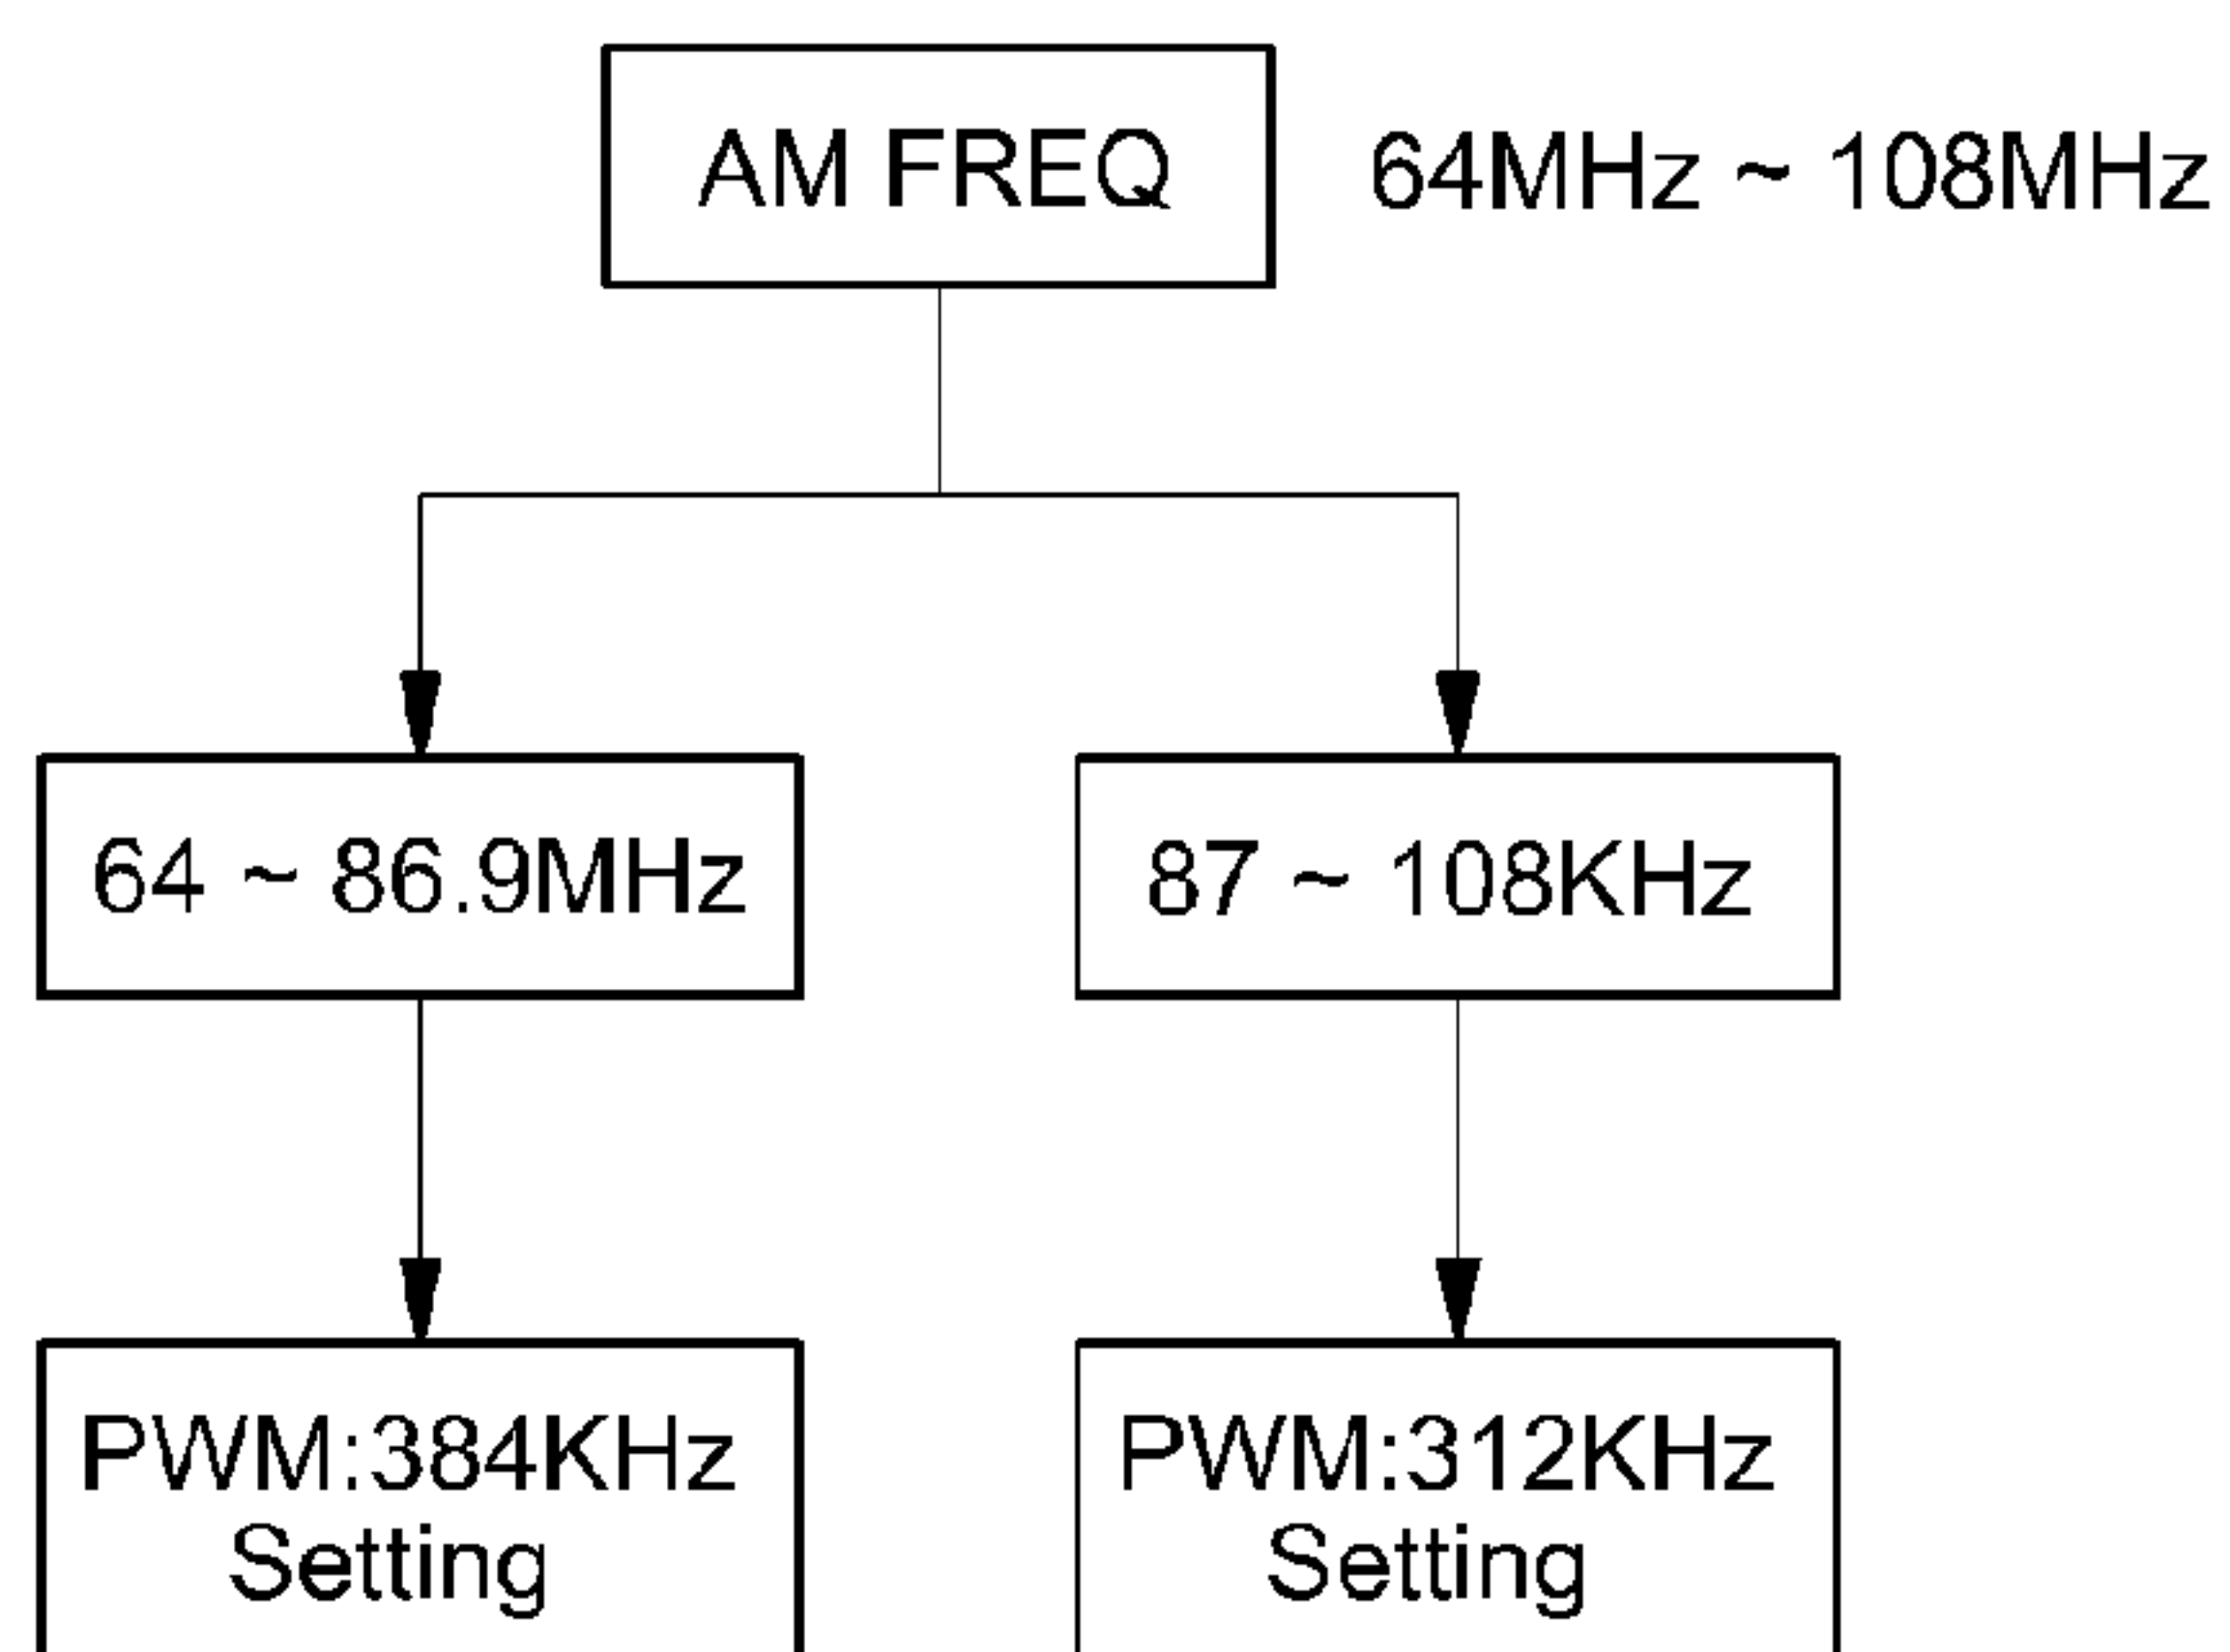 AM FREQ
64MHz ~ 108MHz
64 ~ 86.9MHz
87 ~ 108KHz
PWM:384KHz
Setting
PWM:312KHz
Setting